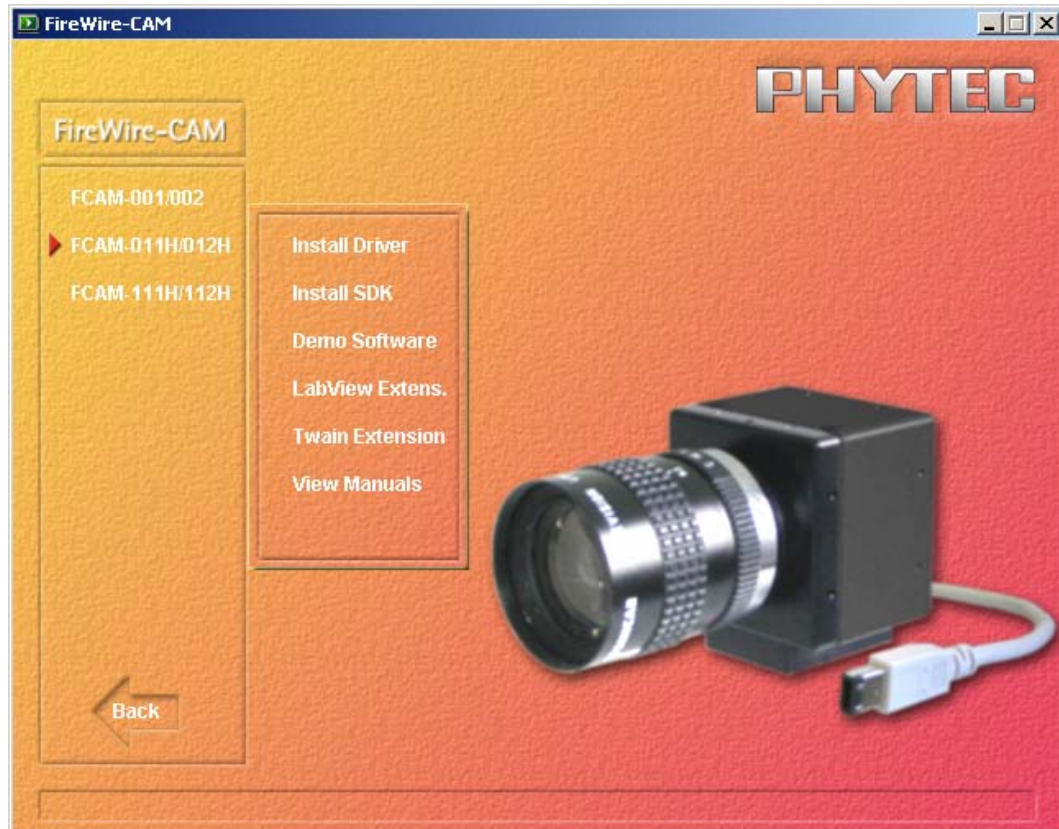 FireWire-CAM
PHYTEC
FireWire-CAM
FCAM-001/002
FCAM-011H/012H
FCAM-111H/112H
Install Driver
Install SDK
Demo Software
LabView Extens.
Twain Extension
View Manuals
Back